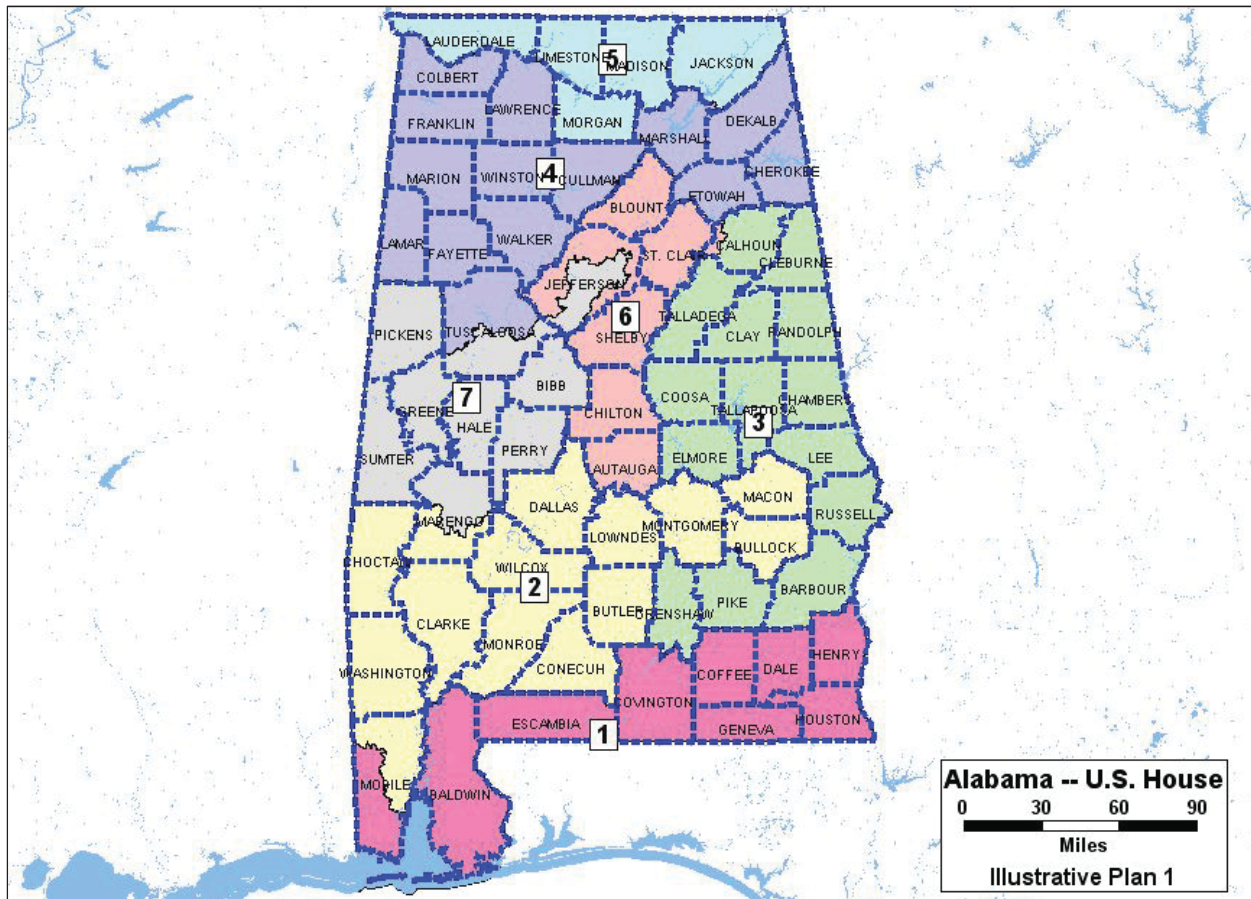 LAUDERDALE
LIMESTONE
5
MADISON
JACKSON
COLBERT
LAWRENCE
FRANKLIN
MORGAN
DEKALB
MARSHALL
MARION
WINSTON
4
CULLMAN
CHEROKEE
ETOWAH
BLOUNT
LAMAR
FAYETTE
WALKER
CALHOUN
ST. CLAIR
CLEBURNE
JEFFERSON
PICKENS
TUSCALOOSA
6
SHELBY
TALLADEGA
CLAY
RANDOLPH
BIBB
7
GREENE
HALE
CHILTON
COOSA
TALLAPOOSA
CHAMBERS
3
SUMTER
PERRY
AUTAUGA
ELMORE
LEE
DALLAS
MACON
MARENGO
LOWNDES
MONTGOMERY
RUSSELL
BULLOCK
CHOCTAW
WILCOX
2
BUTLER
CRENSHAW
PIKE
BARBOUR
CLARKE
MONROE
CONECUH
WASHINGTON
COVINGTON
COFFEE
DALE
HENRY
ESCAMBIA
1
GENEVA
HOUSTON
MOBILE
BALDWIN
Alabama -- U.S. House
0 30 60 90
Miles
Illustrative Plan 1